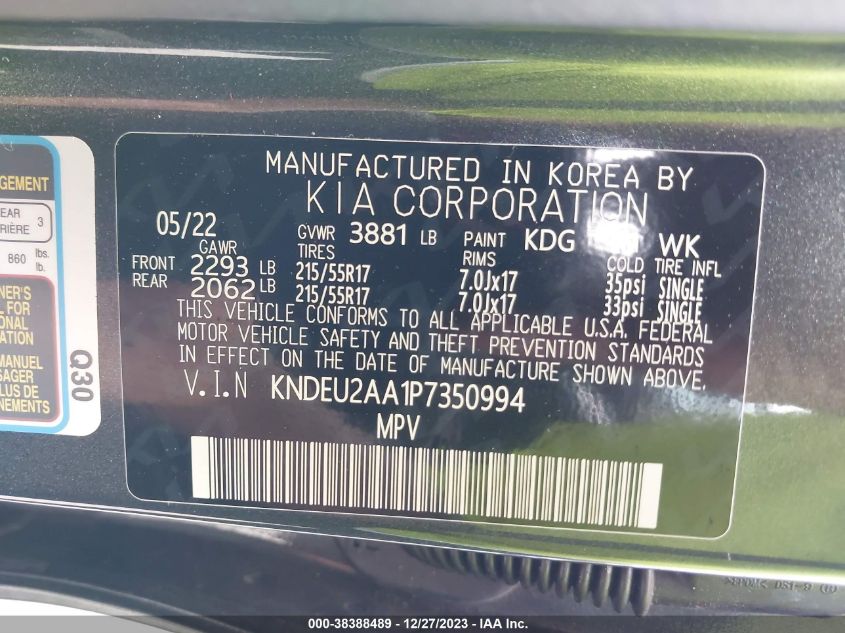 MANUFACTURED IN KOREA BY
KIA CORPORATION
05/22 GVWR 3881 LB PAINT KDG WK
GAWR TIRES RIMS COLD TIRE INFL
FRONT 2293 LB 215/55R17 7.0Jx17 35psi SINGLE
REAR 2062 LB 215/55R17 7.0Jx17 33psi SINGLE
THIS VEHICLE CONFORMS TO ALL APPLICABLE U.S.A. FEDERAL
MOTOR VEHICLE SAFETY AND THEFT PREVENTION STANDARDS
IN EFFECT ON THE DATE OF MANUFACTURE SHOWN ABOVE.
V.I.N KNDEU2AA1P7350994
MPV
GEMENT
EAR 3
RIÈRE
860 lbs.
lb.
NER'S
L FOR
ONAL
ATION
MANUEL
SAGER
PLUS DE
NEMENTS
Q30
000-38388489 - 12/27/2023 - IAA Inc.